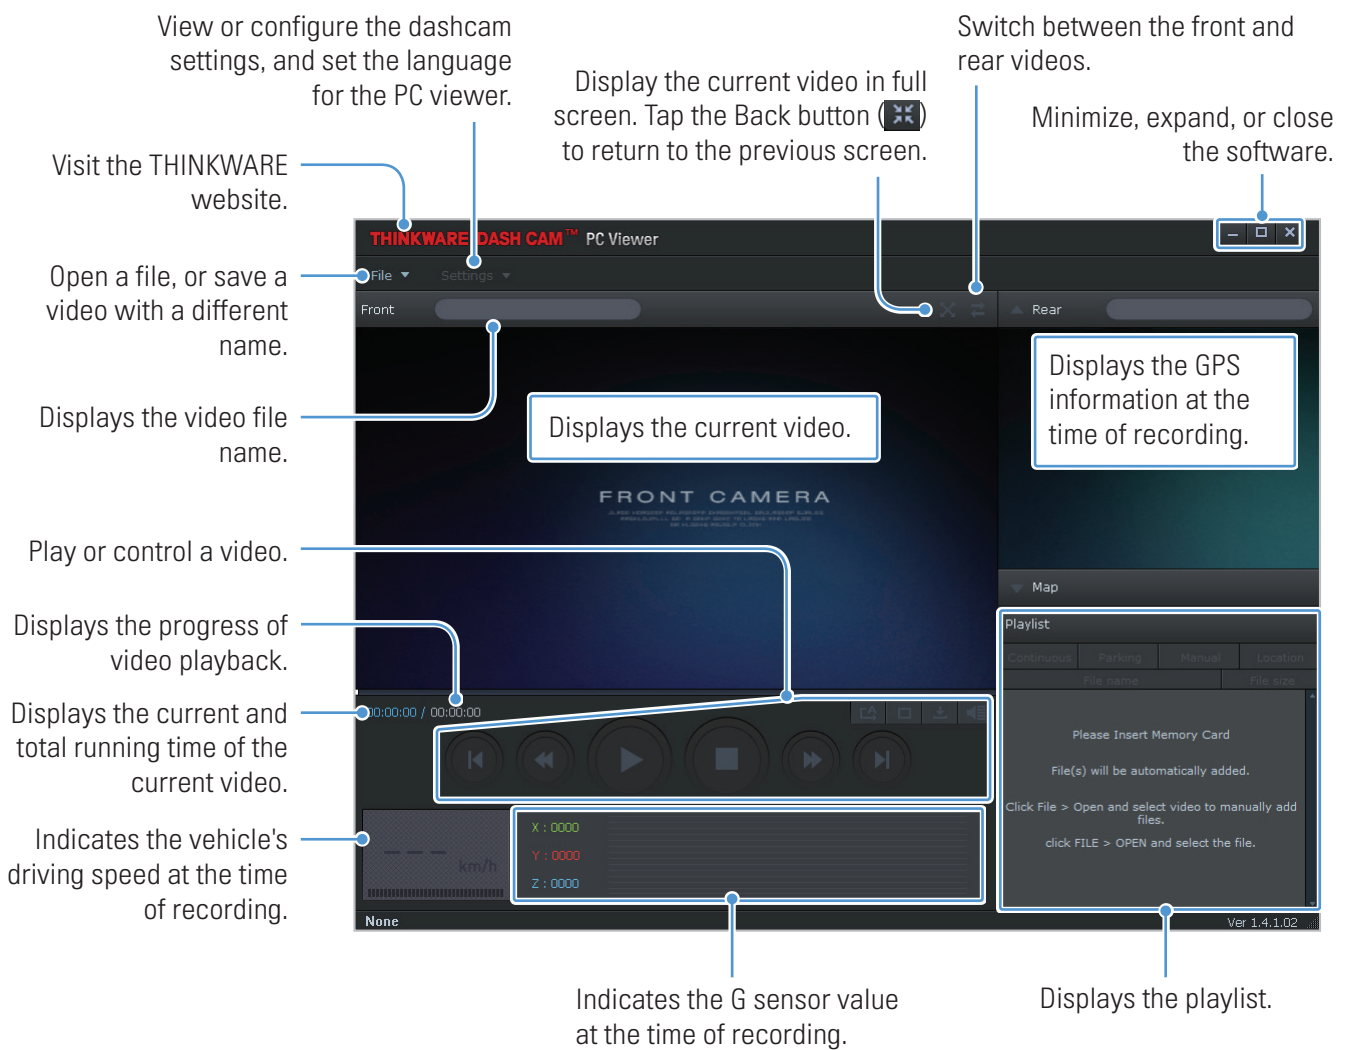 View or configure the dashcam
settings, and set the language
for the PC viewer.
Switch between the front and
rear videos.
Display the current video in full
screen. Tap the Back button ( )
to return to the previous screen.
Minimize, expand, or close
the software.
Visit the THINKWARE
website.
THINKWARE DASH CAM™ PC Viewer
Open a file, or save a
video with a different
name.
File
Settings
Front
Rear
Displays the GPS
information at the
time of recording.
Displays the video file
name.
Displays the current video.
FRONT CAMERA
Play or control a video.
Map
Displays the progress of
video playback.
Playlist
Continuous Parking Manual Location
File name File size
Displays the current and
total running time of the
current video.
00:00:00 / 00:00:00
Please Insert Memory Card
File(s) will be automatically added.
Click File > Open and select video to manually add
files.
click FILE > OPEN and select the file.
Indicates the vehicle's
driving speed at the time
of recording.
--- km/h
X : 0000
Y : 0000
Z : 0000
None
Ver 1.4.1.02
Indicates the G sensor value
at the time of recording.
Displays the playlist.